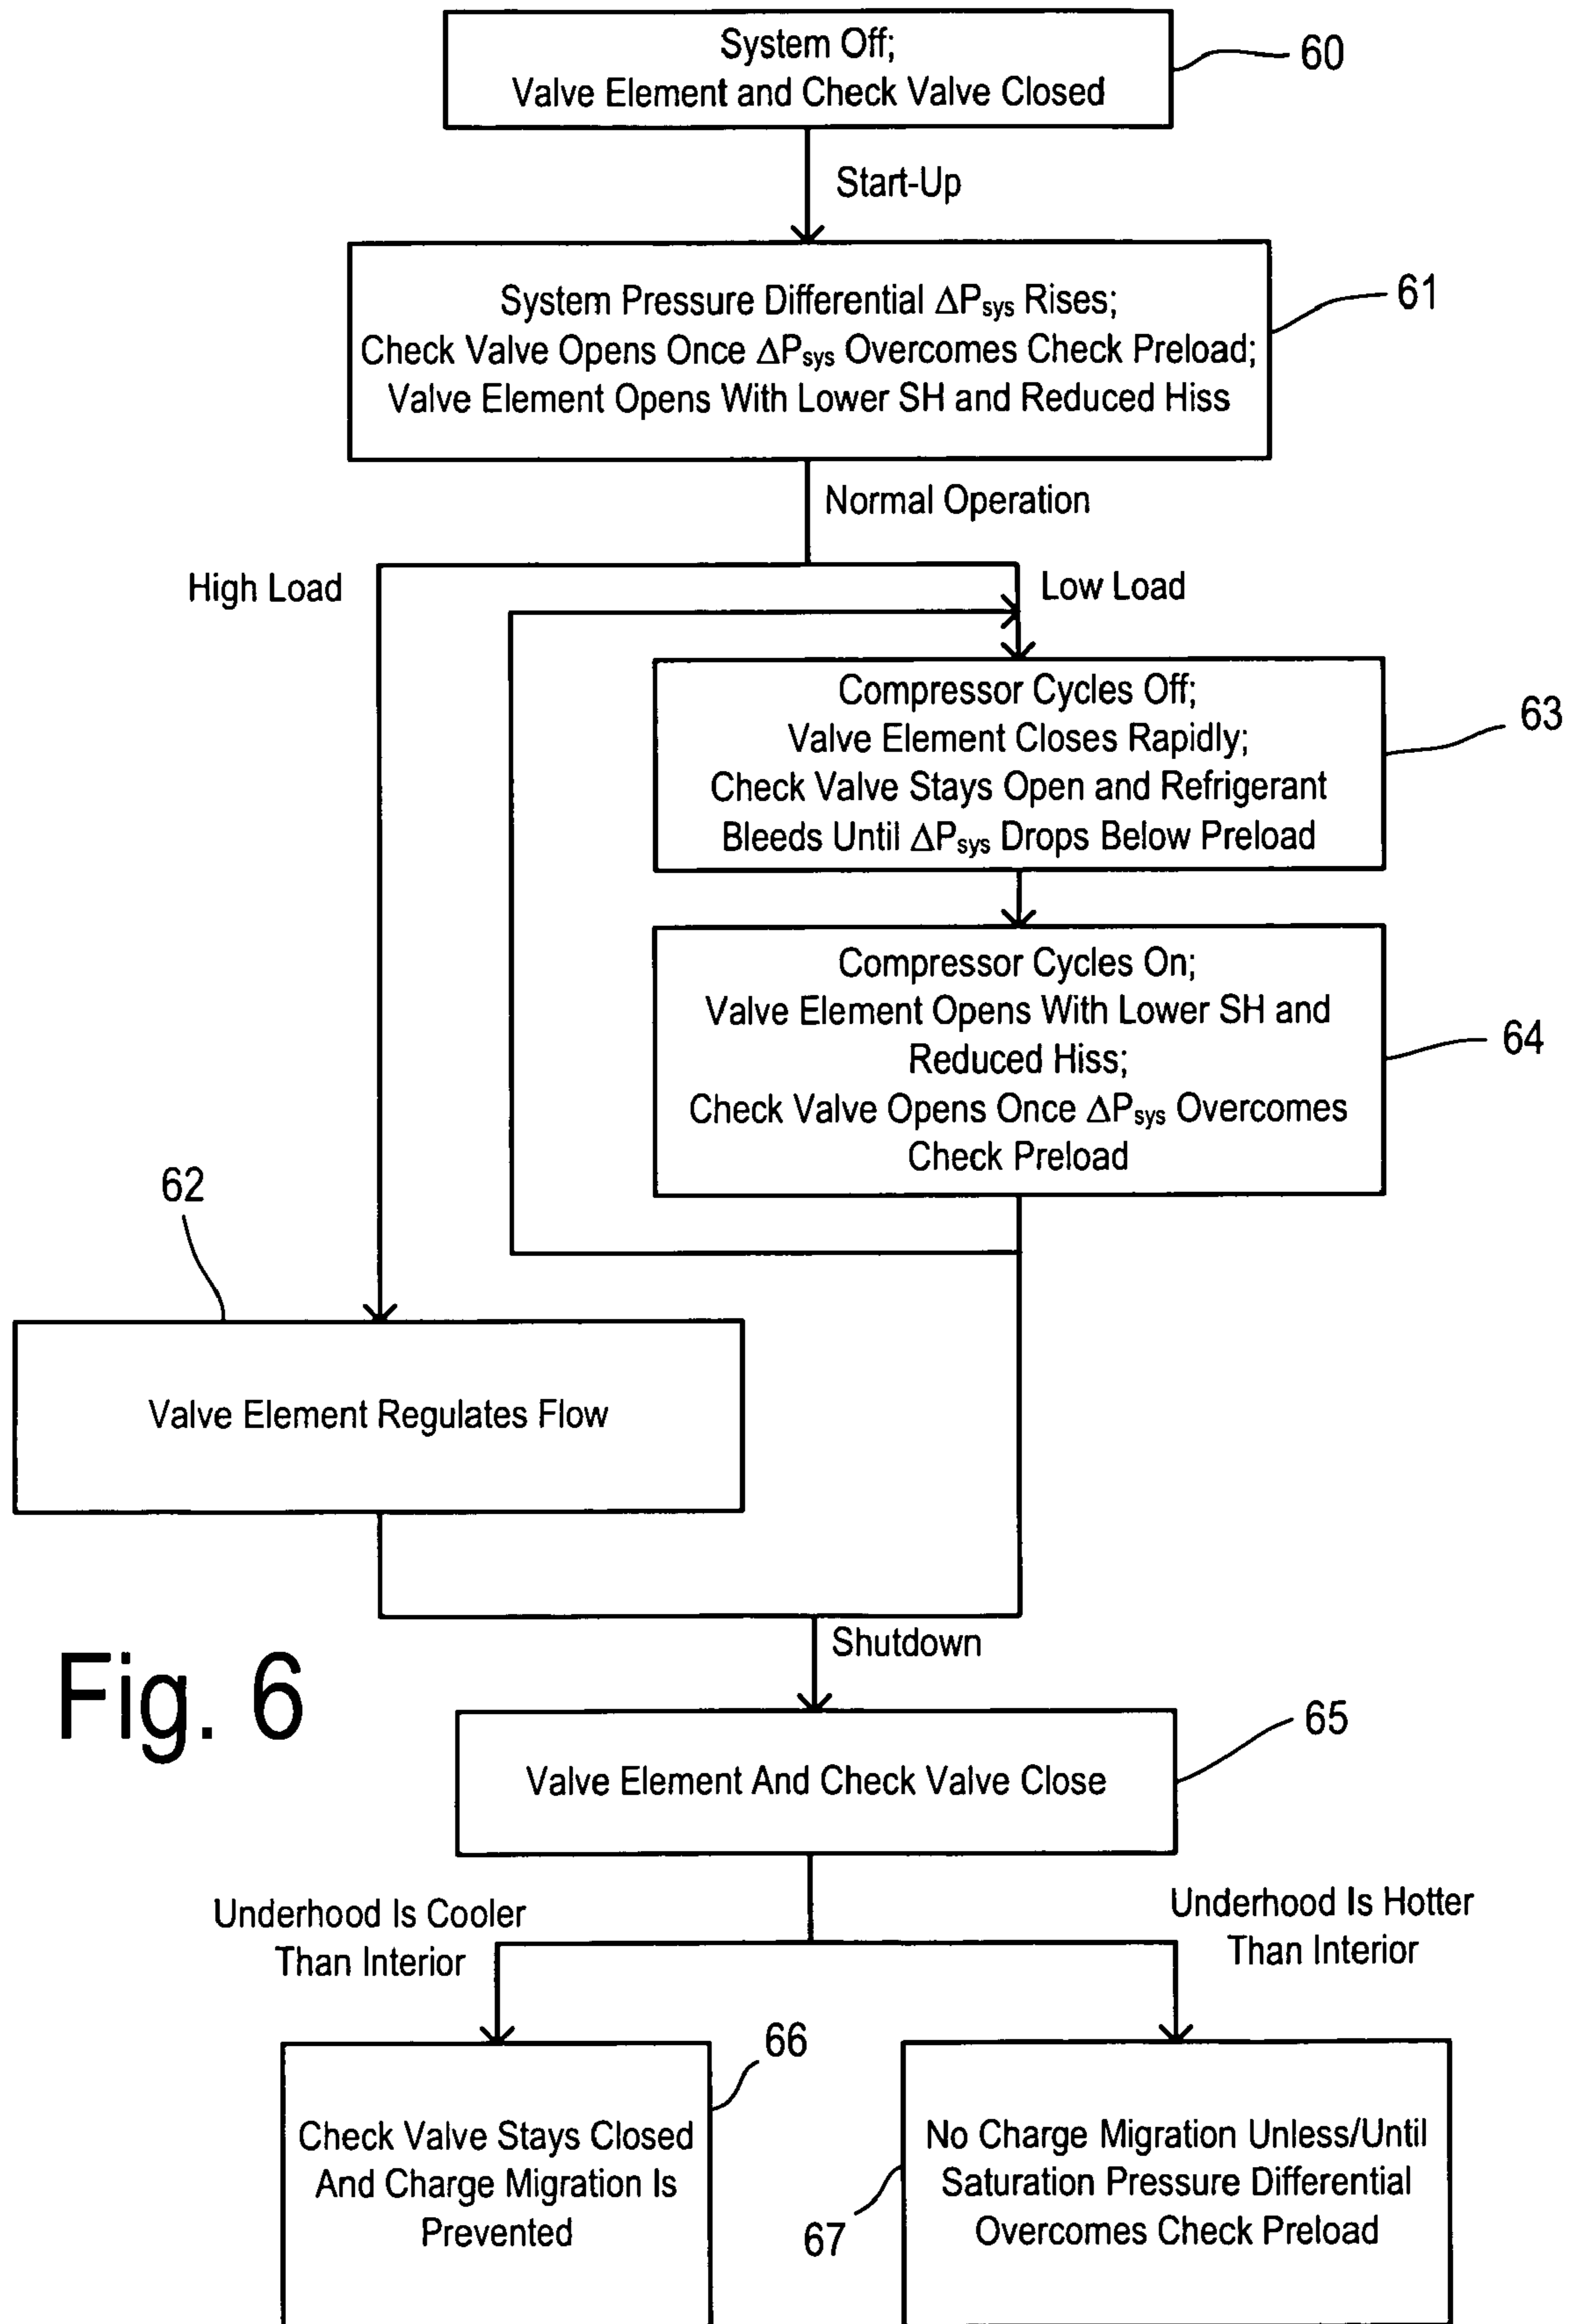 System Off;
Valve Element and Check Valve Closed
60
Start-Up
System Pressure Differential ΔPsys Rises;
Check Valve Opens Once ΔPsys Overcomes Check Preload;
Valve Element Opens With Lower SH and Reduced Hiss
61
Normal Operation
High Load
Low Load
Compressor Cycles Off;
Valve Element Closes Rapidly;
Check Valve Stays Open and Refrigerant
Bleeds Until ΔPsys Drops Below Preload
63
Compressor Cycles On;
Valve Element Opens With Lower SH and
Reduced Hiss;
Check Valve Opens Once ΔPsys Overcomes
Check Preload
64
62
Valve Element Regulates Flow
Shutdown
Fig. 6
Valve Element And Check Valve Close
65
Underhood Is Cooler
Than Interior
Underhood Is Hotter
Than Interior
66
Check Valve Stays Closed
And Charge Migration Is
Prevented
No Charge Migration Unless/Until
Saturation Pressure Differential
Overcomes Check Preload
67